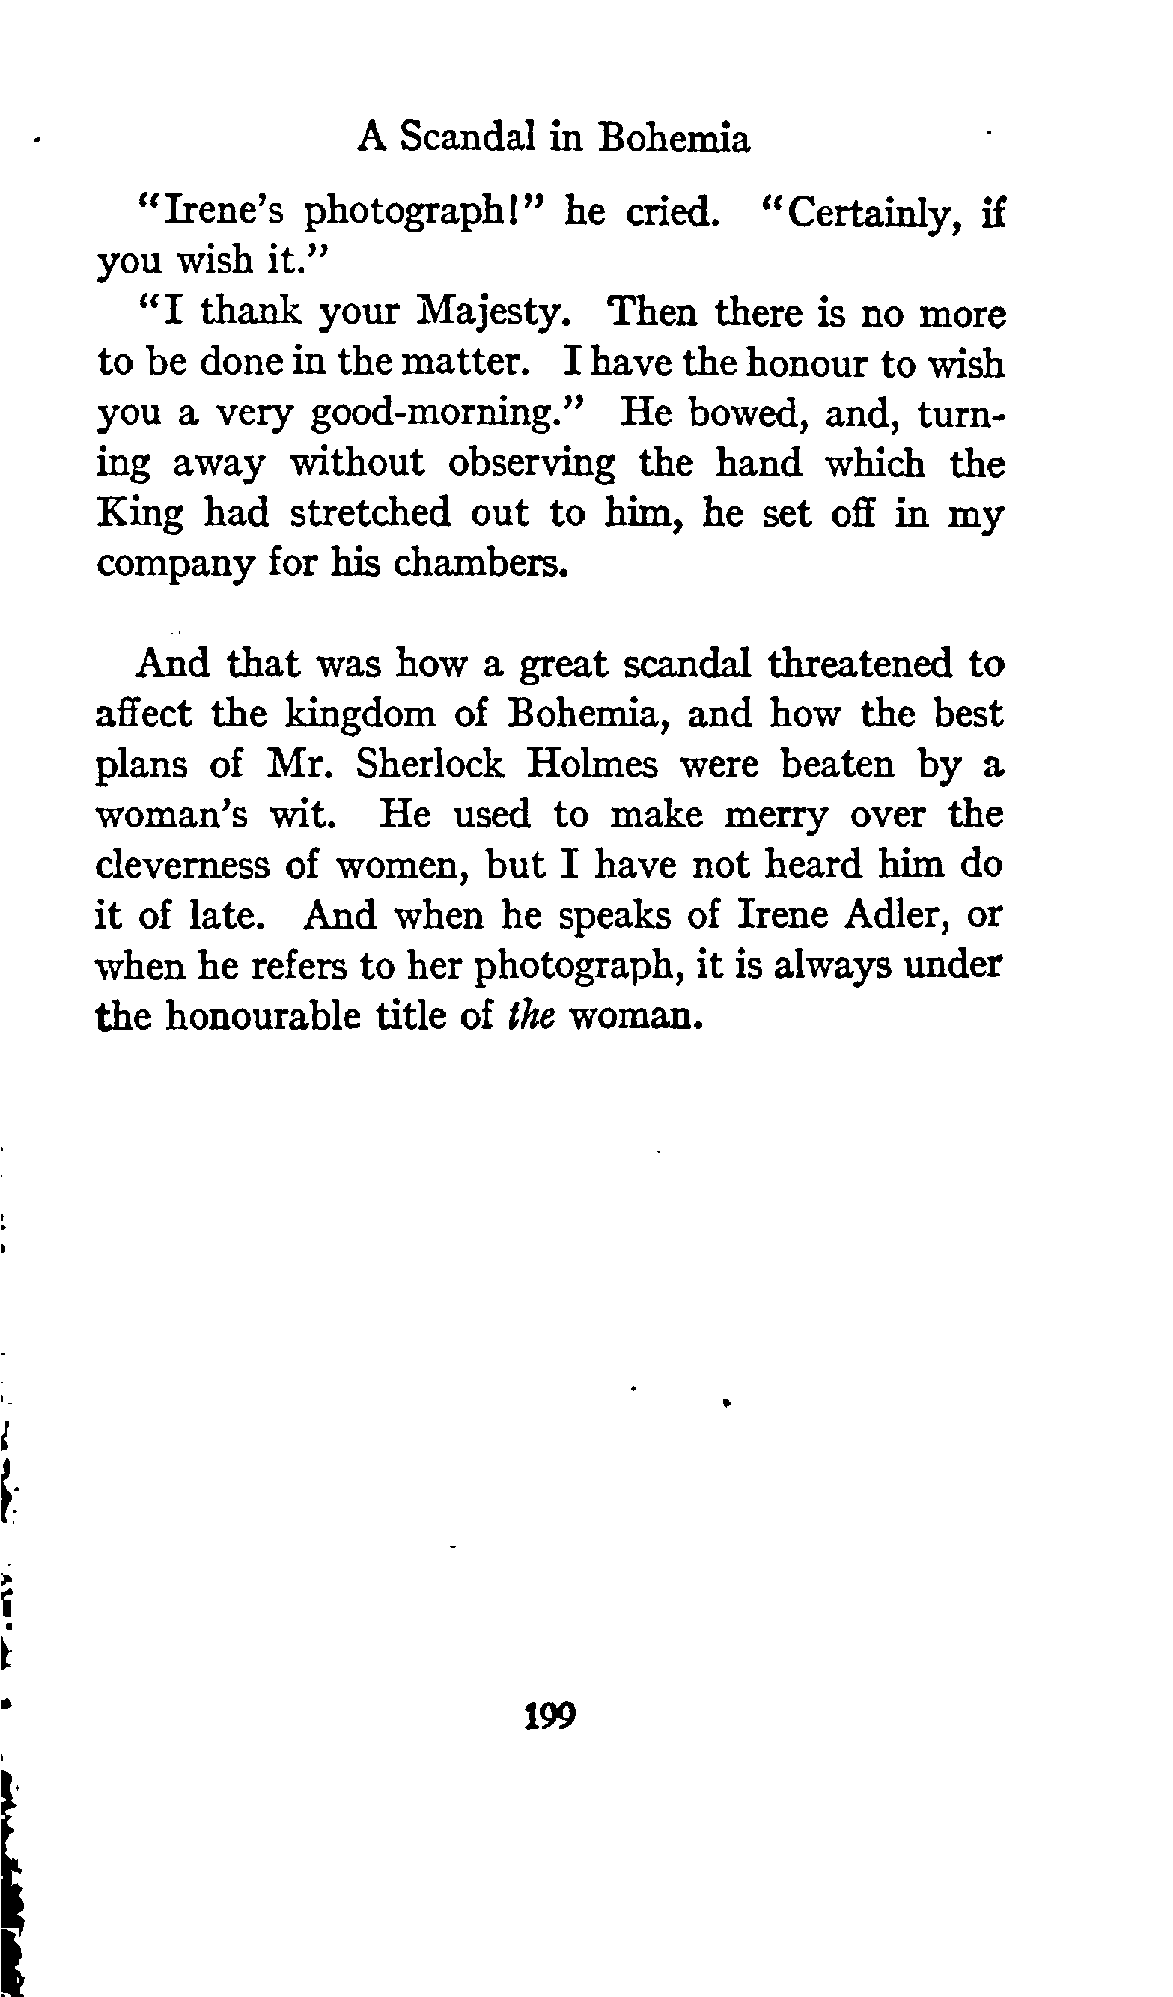 A Scandal in Bohemia
“Irene’s photograph!” he cried. “Certainly, if
you wish it.”
“I thank your Majesty. Then there is no more
to be done in the matter. I have the honour to wish
you a very good-morning.” He bowed, and, turn-
ing away without observing the hand which the
King had stretched out to him, he set off in my
company for his chambers.
And that was how a great scandal threatened to
affect the kingdom of Bohemia, and how the best
plans of Mr. Sherlock Holmes were beaten by a
woman’s wit. He used to make merry over the
cleverness of women, but I have not heard him do
it of late. And when he speaks of Irene Adler, or
when he refers to her photograph, it is always under
the honourable title of the woman.
199